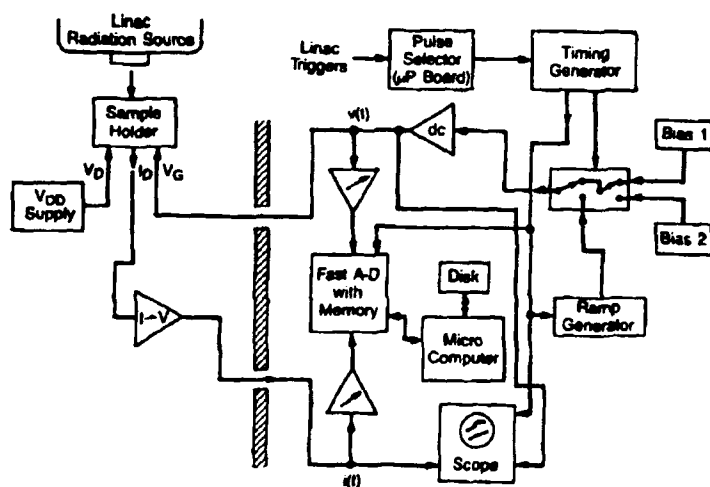 Linac
Radiation Source
Linac
Triggers
Pulse
Selector
(μP Board)
Timing
Generator
Sample
Holder
v(t)
dc
Bias 1
V_D
I_D
V_G
V_DD
Supply
Bias 2
Fast A-D
with
Memory
Disk
I→V
Micro
Computer
Ramp
Generator
Scope
i(t)